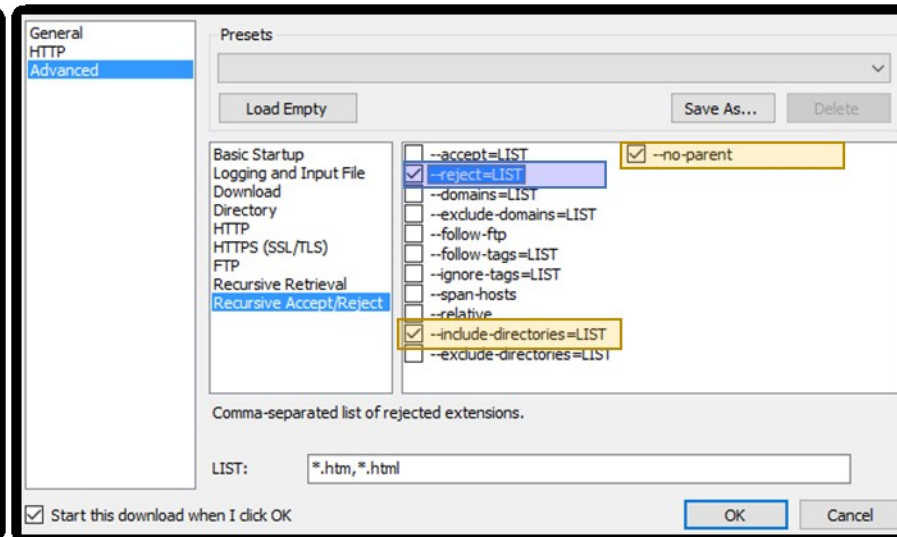 General
HTTP
Advanced
Presets
Load Empty
Save As...
Delete
Basic Startup
Logging and Input File
Download
Directory
HTTP
HTTPS (SSL/TLS)
FTP
Recursive Retrieval
Recursive Accept/Reject
--accept=LIST
--reject=LIST
--domains=LIST
--exclude-domains=LIST
--follow-ftp
--follow-tags=LIST
--ignore-tags=LIST
--span-hosts
--relative
--include-directories=LIST
--exclude-directories=LIST
--no-parent
Comma-separated list of rejected extensions.
LIST: *.htm,*.html
Start this download when I click OK
OK
Cancel